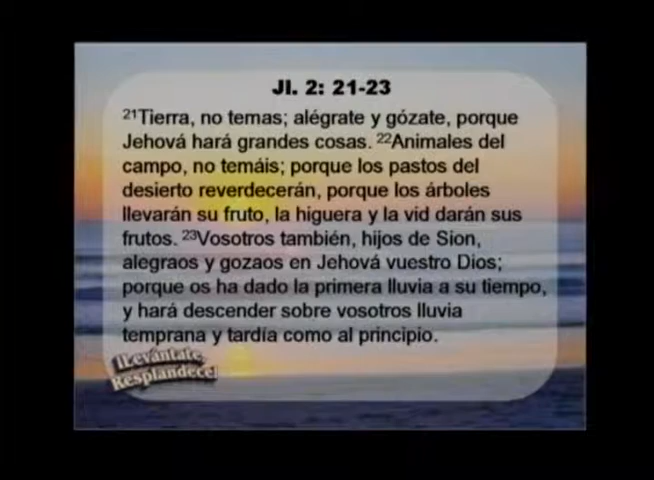 Jl. 2: 21-23
21Tierra, no temas; alégrate y gózate, porque
Jehová hará grandes cosas. 22Animales del
campo, no temáis; porque los pastos del
desierto reverdecerán, porque los árboles
llevarán su fruto, la higuera y la vid darán sus
frutos. 23Vosotros también, hijos de Sion,
alegraos y gozaos en Jehová vuestro Dios;
porque os ha dado la primera lluvia a su tiempo,
y hará descender sobre vosotros lluvia
temprana y tardía como al principio.
¡Levántate,
Resplandece!